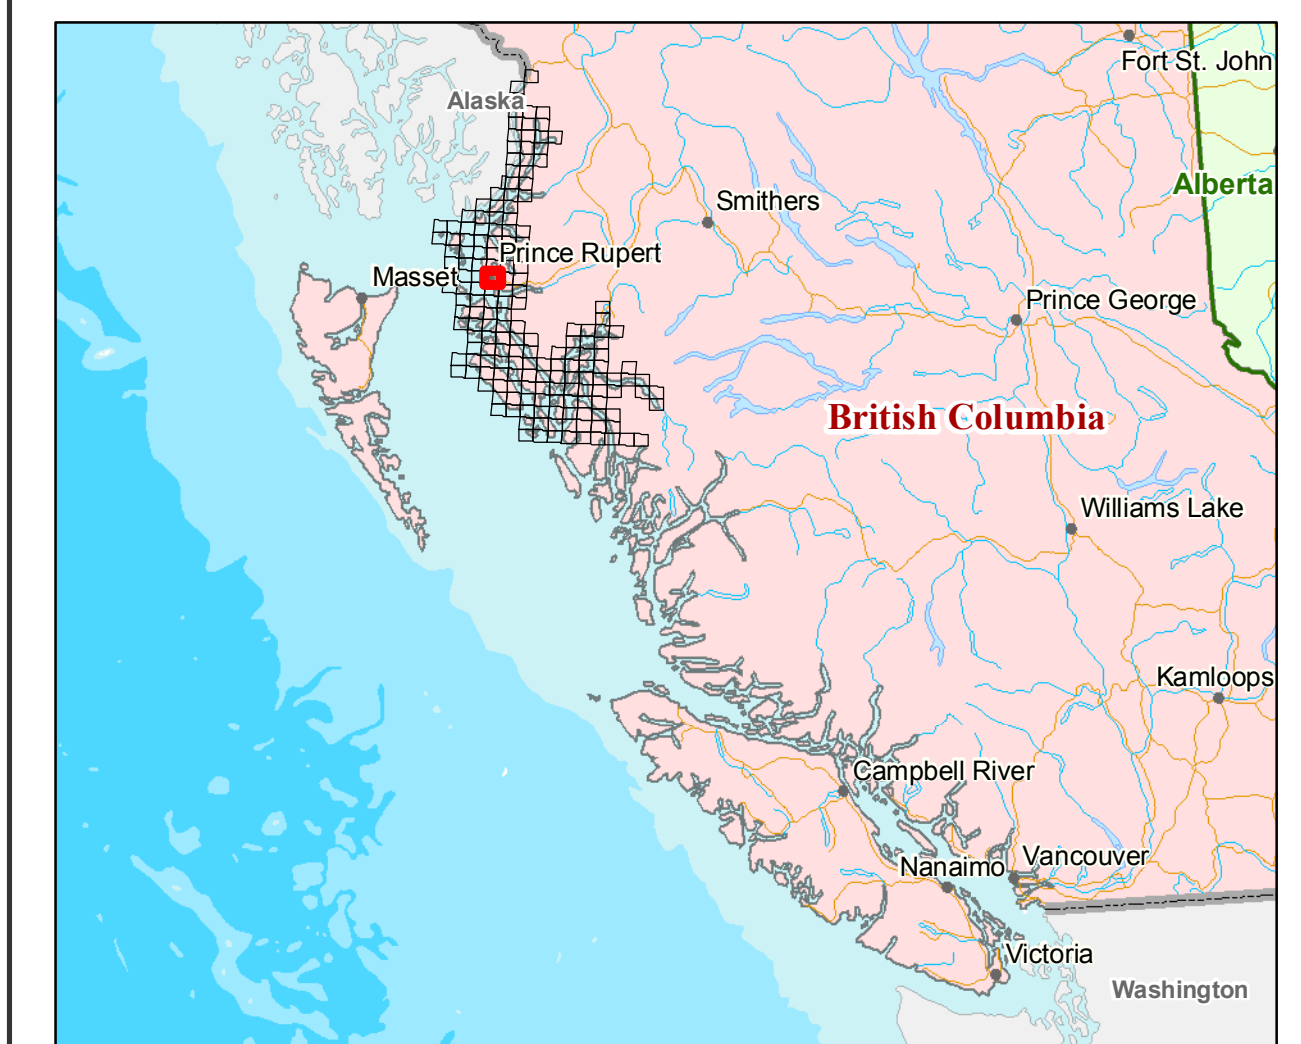 Fort St. John
Alaska
Alberta
Smithers
Prince Rupert
Masset
Prince George
British Columbia
Williams Lake
Kamloops
Campbell River
Vancouver
Nanaimo
Victoria
Washington